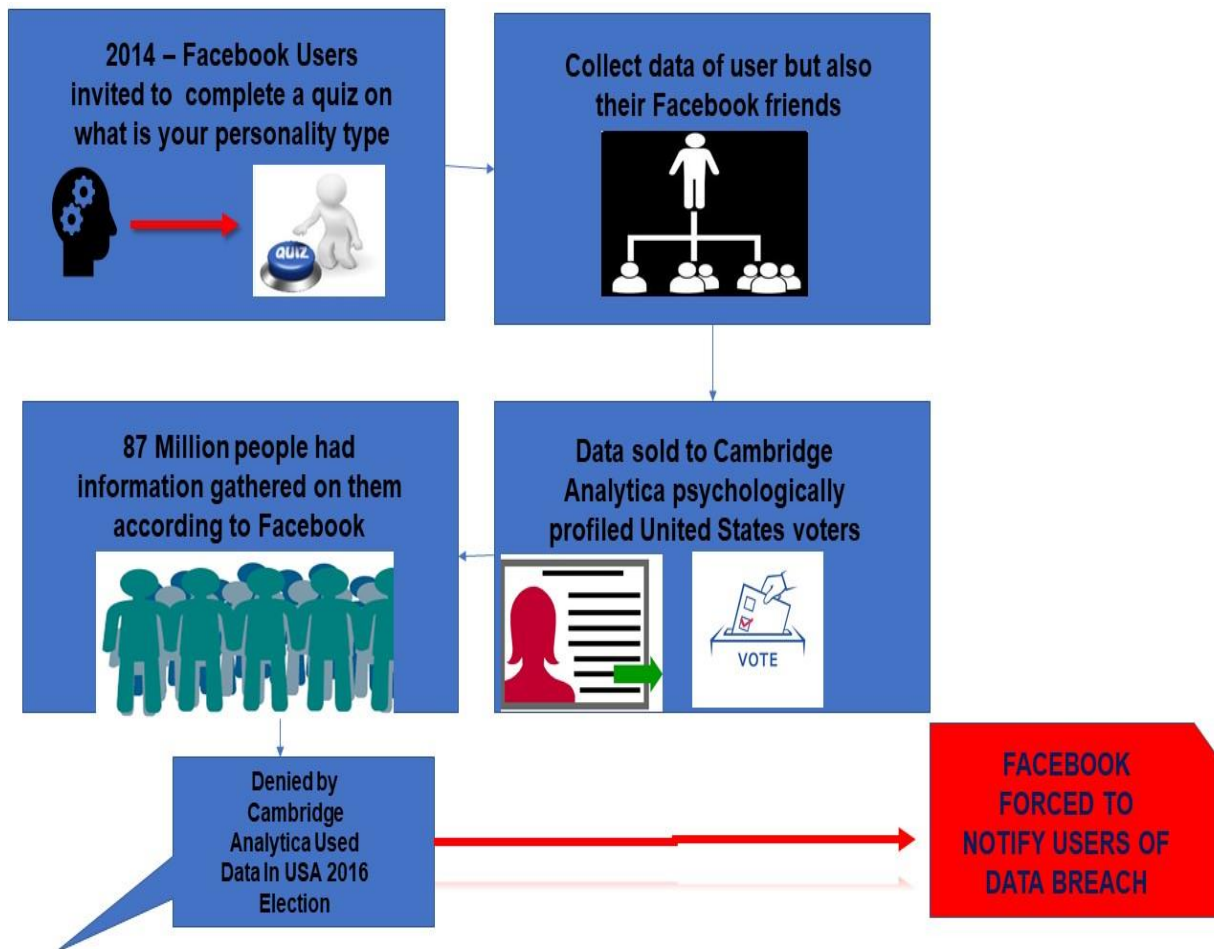 2014 – Facebook Users
invited to complete a quiz on
what is your personality type
QUIZ
Collect data of user but also
their Facebook friends
Data sold to Cambridge
Analytica psychologically
profiled United States voters
VOTE
87 Million people had
information gathered on them
according to Facebook
Denied by
Cambridge
Analytica Used
Data In USA 2016
Election
FACEBOOK
FORCED TO
NOTIFY USERS OF
DATA BREACH